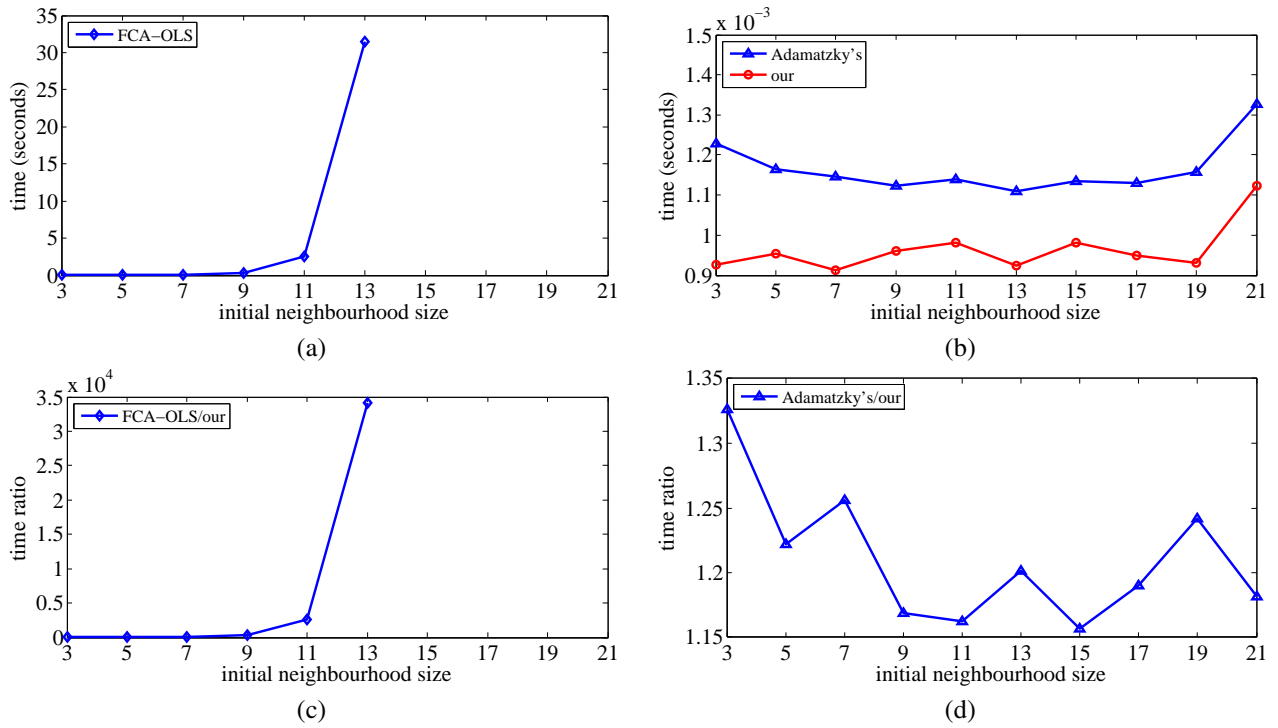 35
30
25
20
15
10
5
0
time (seconds)
FCA−OLS
3 5 7 9 11 13 15 17 19 21
initial neighbourhood size
(a)
x 10⁻³
1.5
1.4
1.3
1.2
1.1
1
0.9
time (seconds)
Adamatzky's
our
3 5 7 9 11 13 15 17 19 21
initial neighbourhood size
(b)
x 10⁴
3.5
3
2.5
2
1.5
1
0.5
0
time ratio
FCA−OLS/our
3 5 7 9 11 13 15 17 19 21
initial neighbourhood size
(c)
1.35
1.3
1.25
1.2
1.15
time ratio
Adamatzky's/our
3 5 7 9 11 13 15 17 19 21
initial neighbourhood size
(d)